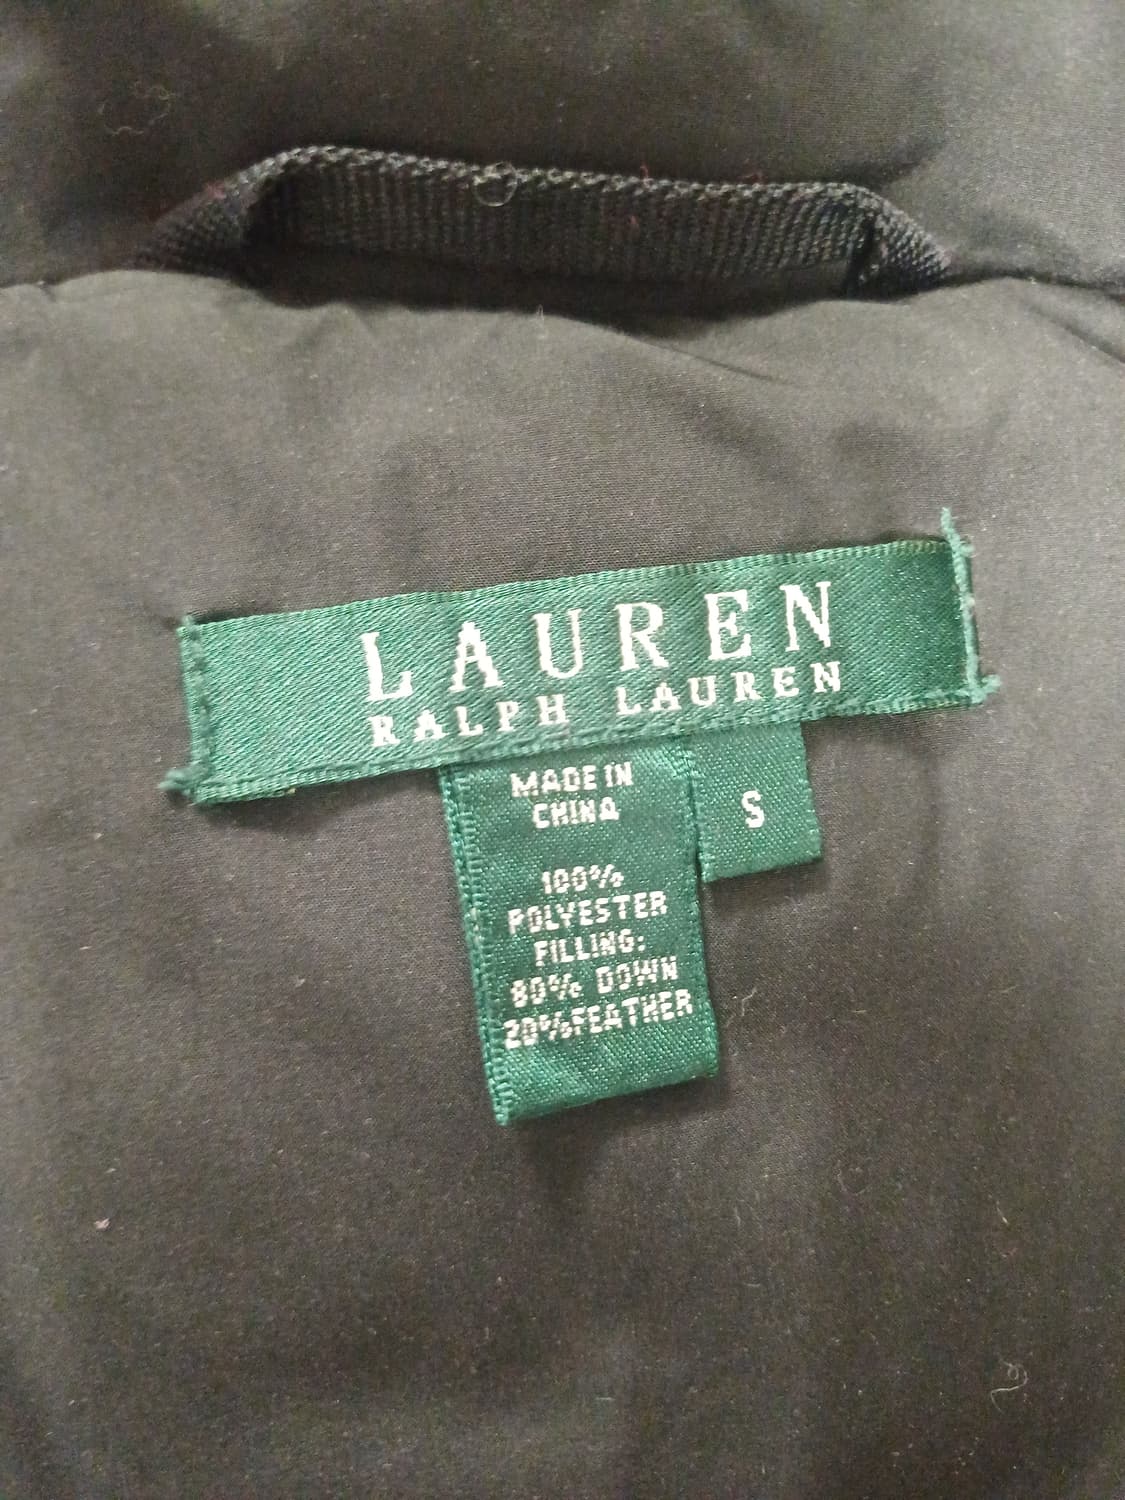 LAUREN
RALPH LAUREN
MADE IN
CHINA
S
100%
POLYESTER
FILLING:
80% DOWN
20%FEATHER